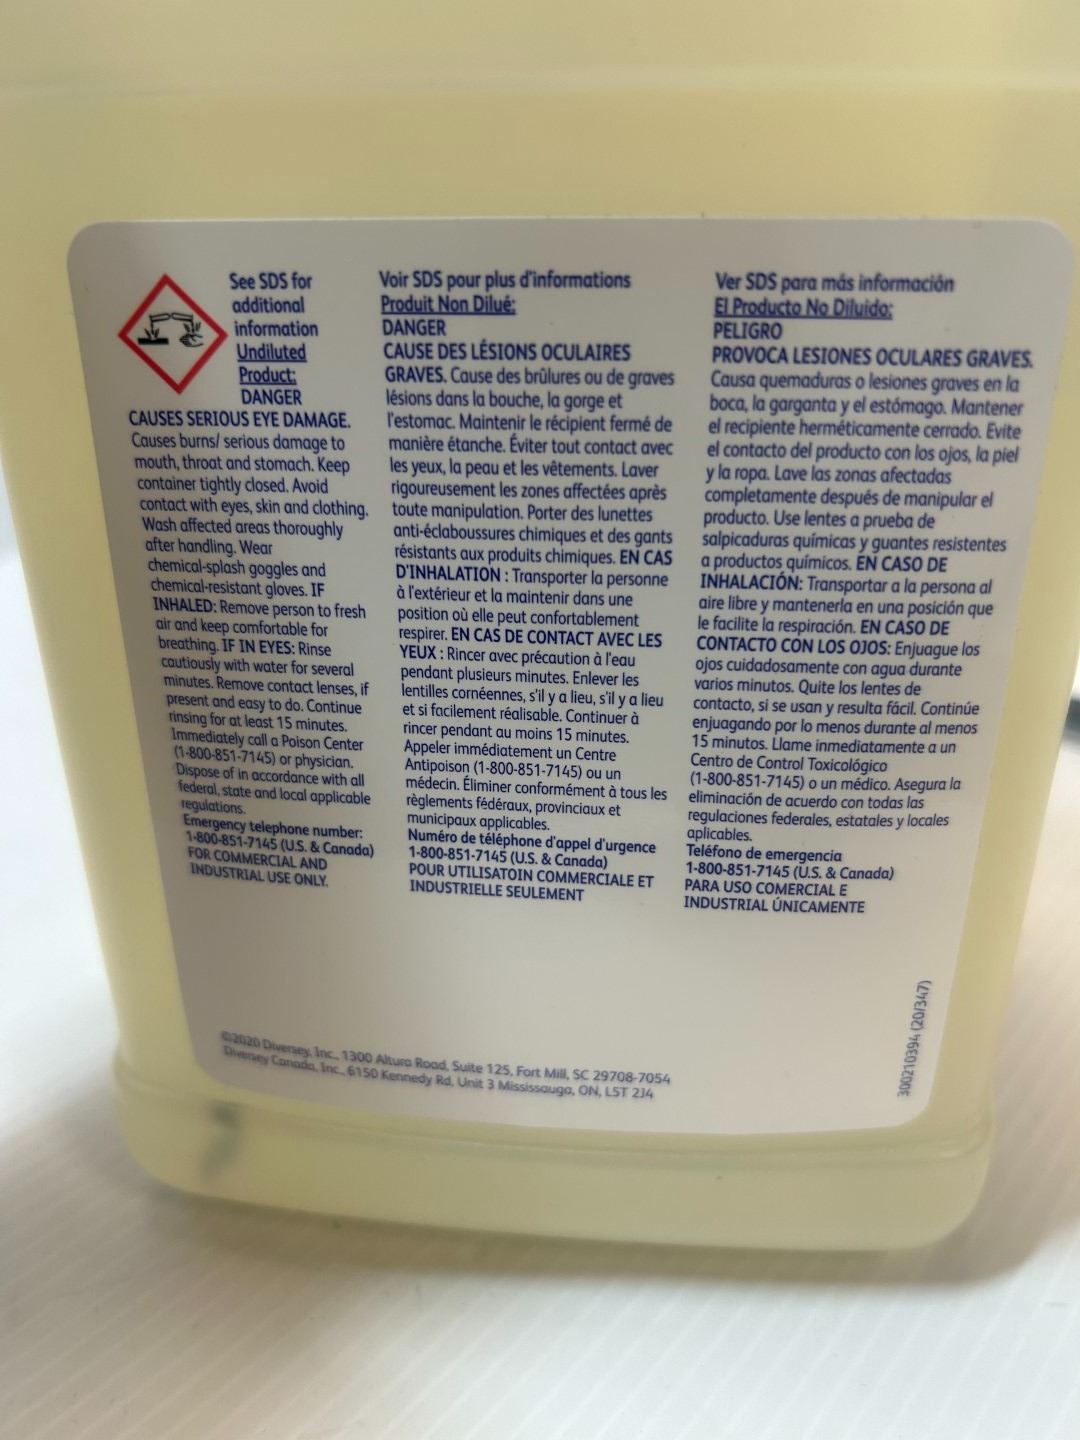 See SDS for
additional
information
Undiluted
Product:
DANGER
CAUSES SERIOUS EYE DAMAGE.
Causes burns/ serious damage to
mouth, throat and stomach. Keep
container tightly closed. Avoid
contact with eyes, skin and clothing.
Wash affected areas thoroughly
after handling. Wear
chemical-splash goggles and
chemical-resistant gloves. IF
INHALED: Remove person to fresh
air and keep comfortable for
breathing. IF IN EYES: Rinse
cautiously with water for several
minutes. Remove contact lenses, if
present and easy to do. Continue
rinsing for at least 15 minutes.
Immediately call a Poison Center
(1-800-851-7145) or physician.
Dispose of in accordance with all
federal, state and local applicable
regulations.
Emergency telephone number:
1-800-851-7145 (U.S. & Canada)
FOR COMMERCIAL AND
INDUSTRIAL USE ONLY.
Voir SDS pour plus d'informations
Produit Non Dilué:
DANGER
CAUSE DES LÉSIONS OCULAIRES
GRAVES. Cause des brûlures ou de graves
lésions dans la bouche, la gorge et
l'estomac. Maintenir le récipient fermé de
manière étanche. Éviter tout contact avec
les yeux, la peau et les vêtements. Laver
rigoureusement les zones affectées après
toute manipulation. Porter des lunettes
anti-éclaboussures chimiques et des gants
résistants aux produits chimiques. EN CAS
D'INHALATION : Transporter la personne
à l'extérieur et la maintenir dans une
position où elle peut confortablement
respirer. EN CAS DE CONTACT AVEC LES
YEUX : Rincer avec précaution à l'eau
pendant plusieurs minutes. Enlever les
lentilles cornéennes, s'il y a lieu, s'il y a lieu
et si facilement réalisable. Continuer à
rincer pendant au moins 15 minutes.
Appeler immédiatement un Centre
Antipoison (1-800-851-7145) ou un
médecin. Éliminer conformément à tous les
règlements fédéraux, provinciaux et
municipaux applicables.
Numéro de téléphone d'appel d'urgence
1-800-851-7145 (U.S. & Canada)
POUR UTILISATOIN COMMERCIALE ET
INDUSTRIELLE SEULEMENT
Ver SDS para más información
El Producto No Diluido:
PELIGRO
PROVOCA LESIONES OCULARES GRAVES.
Causa quemaduras o lesiones graves en la
boca, la garganta y el estómago. Mantener
el recipiente herméticamente cerrado. Evite
el contacto del producto con los ojos, la piel
y la ropa. Lave las zonas afectadas
completamente después de manipular el
producto. Use lentes a prueba de
salpicaduras químicas y guantes resistentes
a productos químicos. EN CASO DE
INHALACIÓN: Transportar a la persona al
aire libre y mantenerla en una posición que
le facilite la respiración. EN CASO DE
CONTACTO CON LOS OJOS: Enjuague los
ojos cuidadosamente con agua durante
varios minutos. Quite los lentes de
contacto, si se usan y resulta fácil. Continúe
enjuagando por lo menos durante al menos
15 minutos. Llame inmediatamente a un
Centro de Control Toxicológico
(1-800-851-7145) o un médico. Asegura la
eliminación de acuerdo con todas las
regulaciones federales, estatales y locales
aplicables.
Teléfono de emergencia
1-800-851-7145 (U.S. & Canada)
PARA USO COMERCIAL E
INDUSTRIAL ÚNICAMENTE
©2020 Diversey, Inc., 1300 Altura Road, Suite 125, Fort Mill, SC 29708-7054
Diversey Canada, Inc., 6150 Kennedy Rd, Unit 3 Mississauga, ON, L5T 2J4
300210394 (20/347)